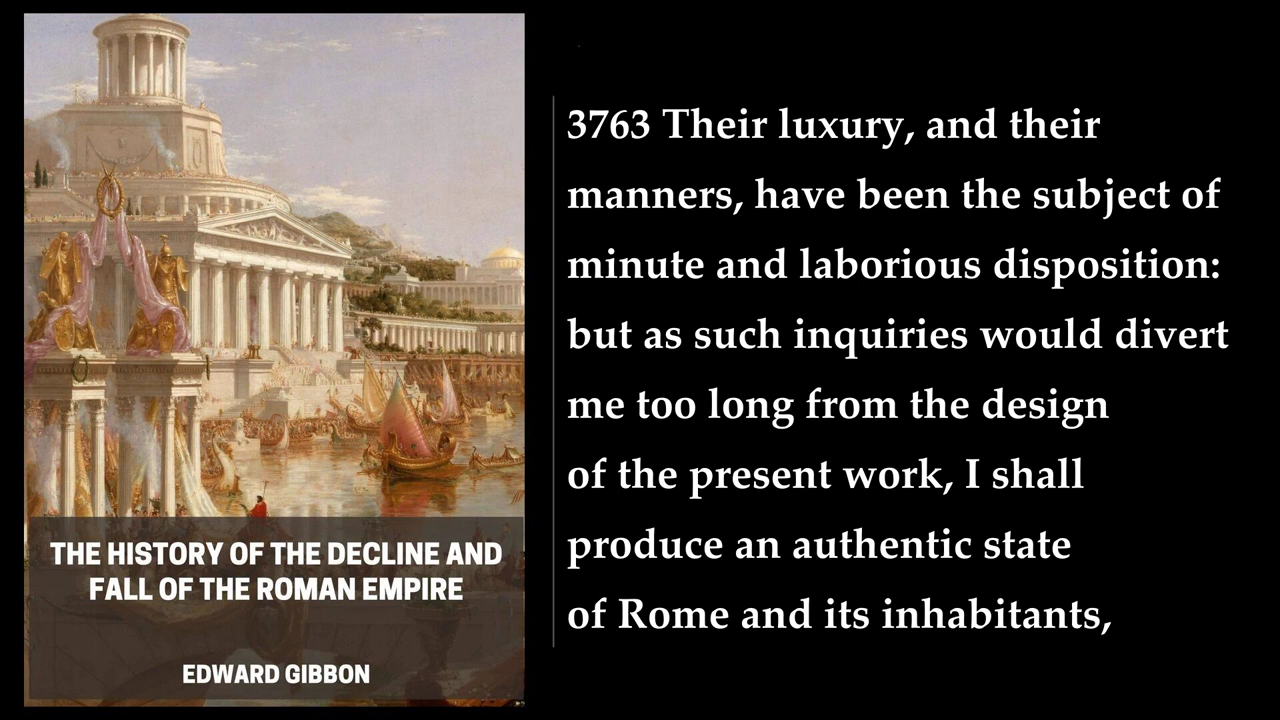 THE HISTORY OF THE DECLINE AND
FALL OF THE ROMAN EMPIRE
EDWARD GIBBON
3763 Their luxury, and their
manners, have been the subject of
minute and laborious disposition:
but as such inquiries would divert
me too long from the design
of the present work, I shall
produce an authentic state
of Rome and its inhabitants,